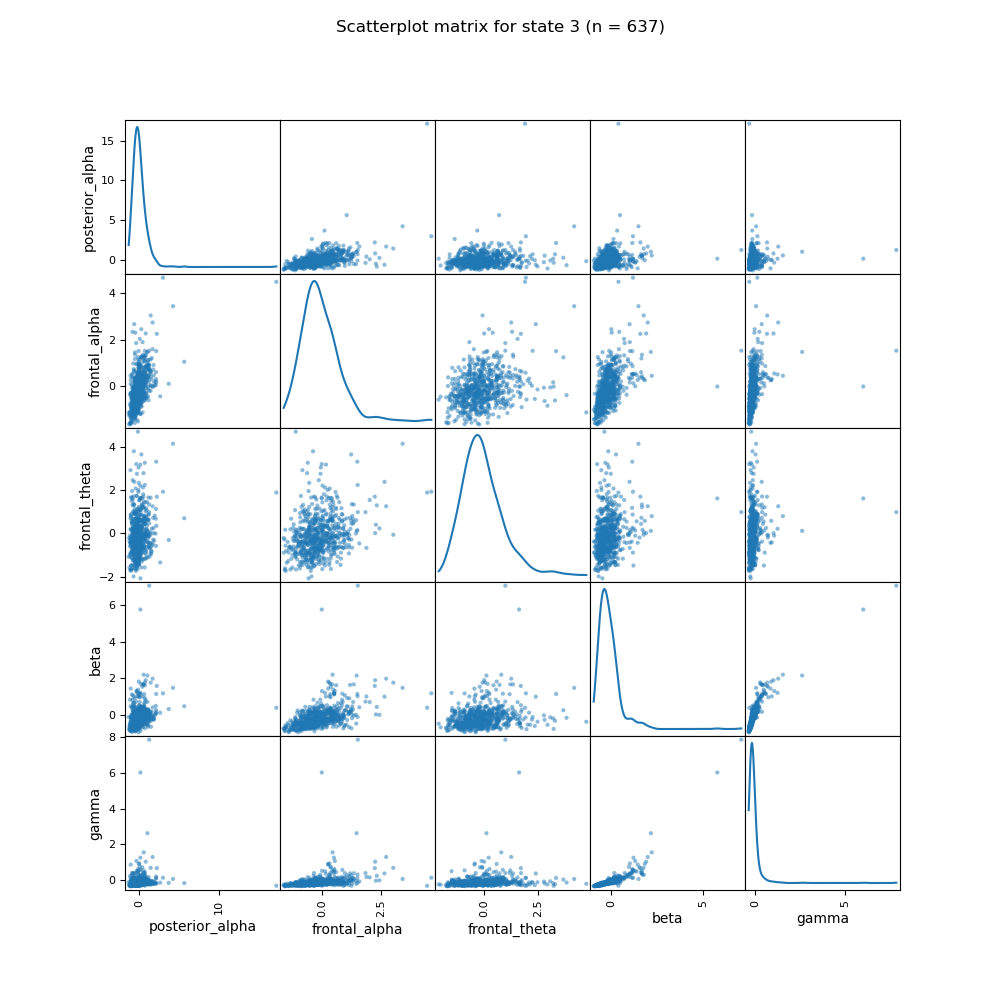 Scatterplot matrix for state 3 (n = 637)
posterior_alpha
15
10
5
0
frontal_alpha
4
2
0
frontal_theta
4
2
0
−2
beta
6
4
2
0
gamma
8
6
4
2
0
0 10 0.0 2.5 0.0 2.5 0 5 0 5
posterior_alpha frontal_alpha frontal_theta beta gamma